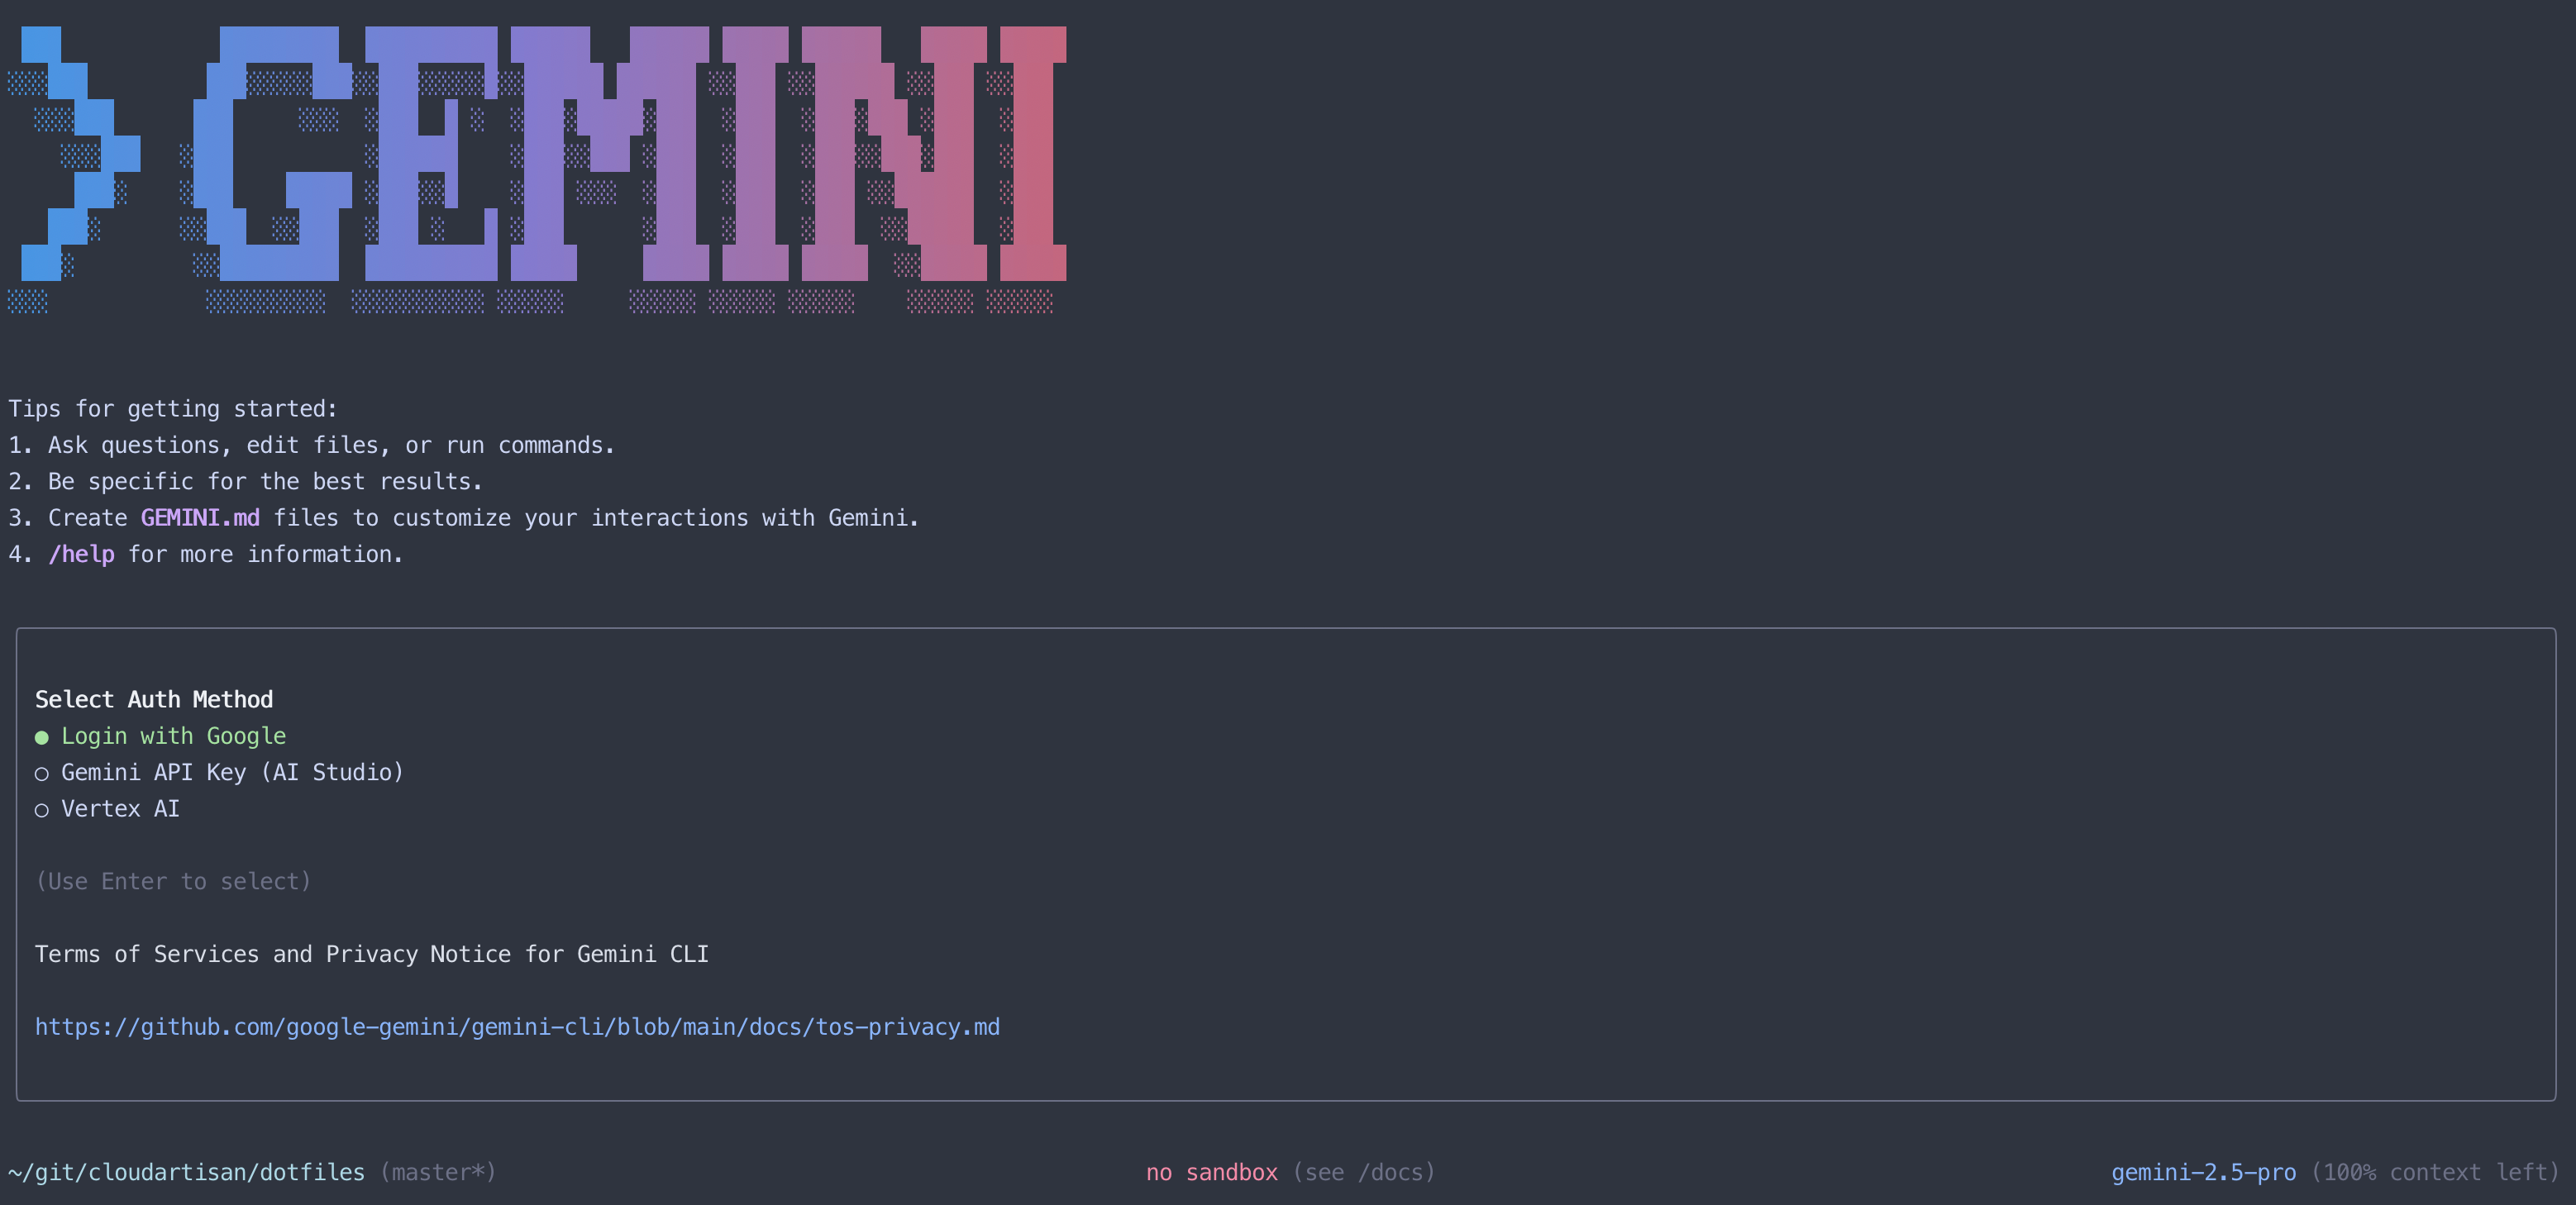 > GEMINI
Tips for getting started:
1. Ask questions, edit files, or run commands.
2. Be specific for the best results.
3. Create GEMINI.md files to customize your interactions with Gemini.
4. /help for more information.
Select Auth Method
● Login with Google
○ Gemini API Key (AI Studio)
○ Vertex AI
(Use Enter to select)
Terms of Services and Privacy Notice for Gemini CLI
https://github.com/google-gemini/gemini-cli/blob/main/docs/tos-privacy.md
~/git/cloudartisan/dotfiles (master*) no sandbox (see /docs) gemini-2.5-pro (100% context left)